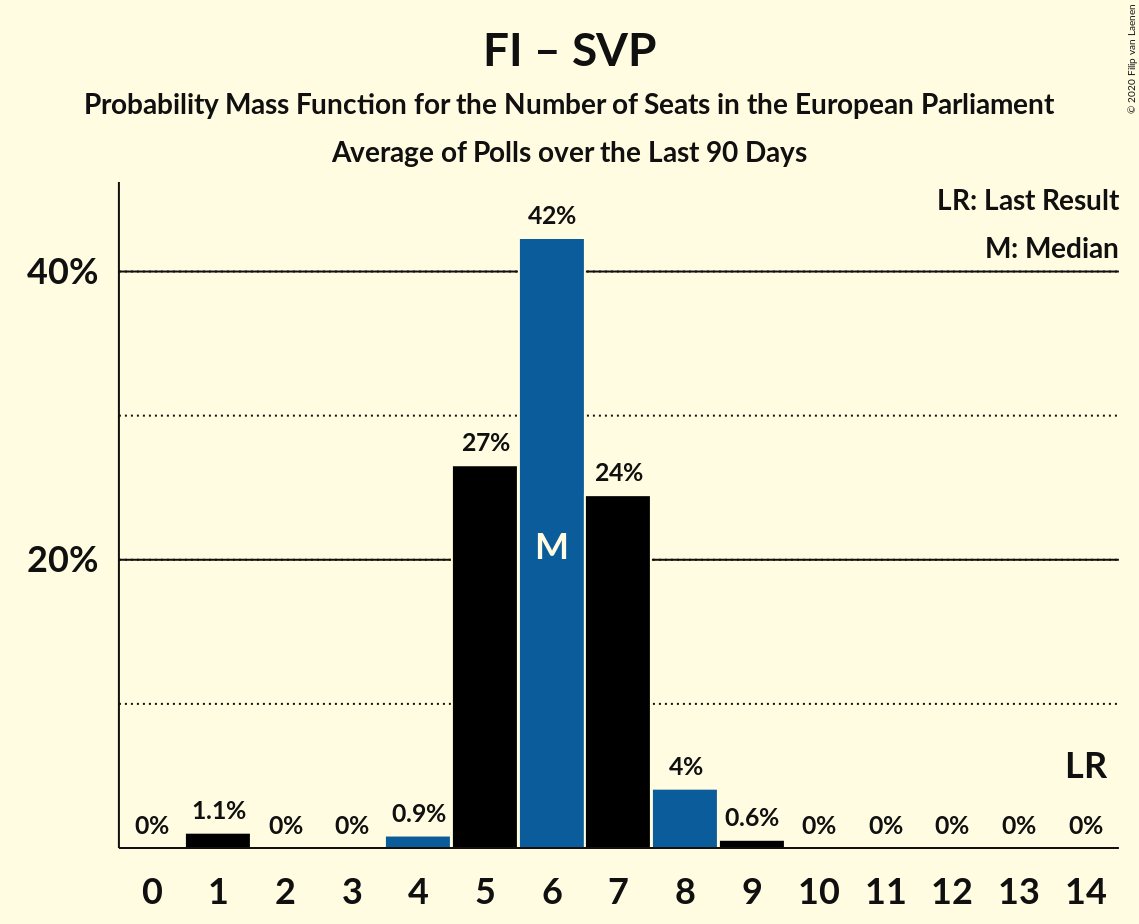 FI – SVP
Probability Mass Function for the Number of Seats in the European Parliament
Average of Polls over the Last 90 Days
© 2020 Filip van Laenen
LR: Last Result
M: Median
40%
20%
0%
1.1%
0%
0%
0.9%
27%
42%
M
24%
4%
0.6%
0%
0%
0%
0%
0%
LR
0 1 2 3 4 5 6 7 8 9 10 11 12 13 14